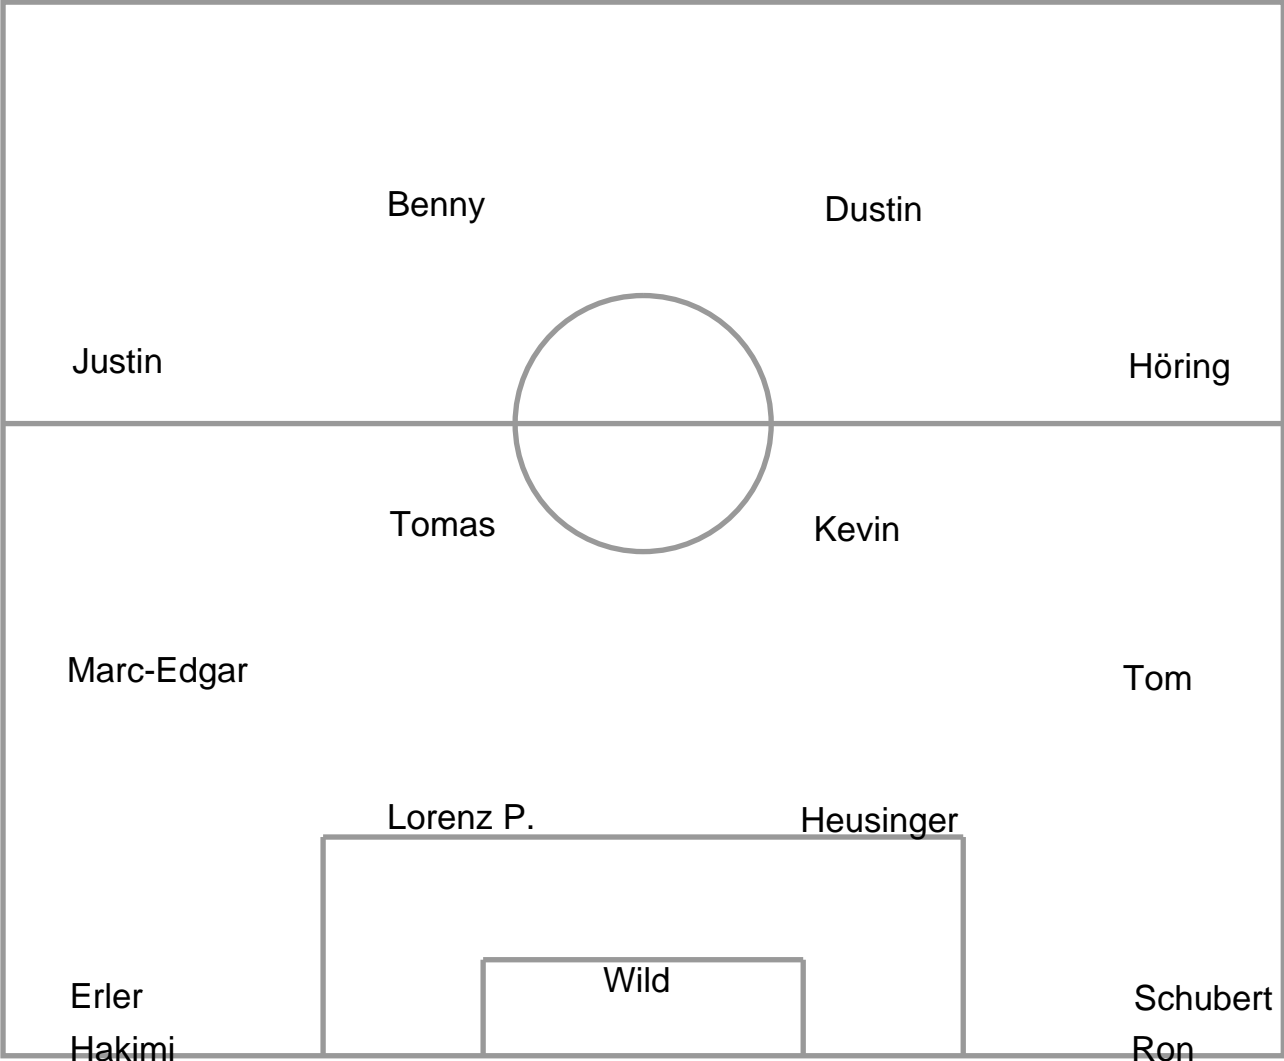 Benny
Dustin
Justin
Höring
Tomas
Kevin
Marc-Edgar
Tom
Lorenz P.
Heusinger
Wild
Erler
Schubert
Hakimi
Ron